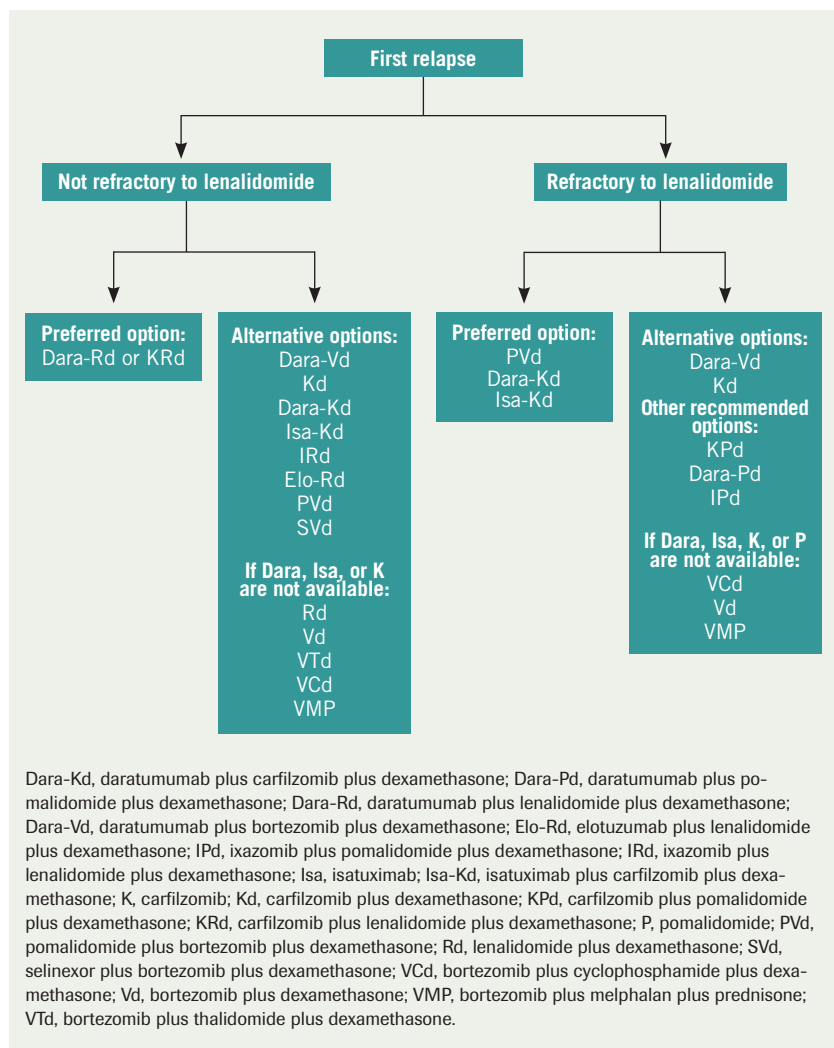 First relapse
Not refractory to lenalidomide
Refractory to lenalidomide
Preferred option:
Dara-Rd or KRd
Alternative options:
Dara-Vd
Kd
Dara-Kd
Isa-Kd
IRd
Elo-Rd
PVd
SVd
If Dara, Isa, or K
are not available:
Rd
Vd
VTd
VCd
VMP
Preferred option:
PVd
Dara-Kd
Isa-Kd
Alternative options:
Dara-Vd
Kd
Other recommended
options:
KPd
Dara-Pd
IPd
If Dara, Isa, K, or P
are not available:
VCd
Vd
VMP
Dara-Kd, daratumumab plus carfilzomib plus dexamethasone; Dara-Pd, daratumumab plus po-
malidomide plus dexamethasone; Dara-Rd, daratumumab plus lenalidomide plus dexamethasone;
Dara-Vd, daratumumab plus bortezomib plus dexamethasone; Elo-Rd, elotuzumab plus lenalidomide
plus dexamethasone; IPd, ixazomib plus pomalidomide plus dexamethasone; IRd, ixazomib plus
lenalidomide plus dexamethasone; Isa, isatuximab; Isa-Kd, isatuximab plus carfilzomib plus dexa-
methasone; K, carfilzomib; Kd, carfilzomib plus dexamethasone; KPd, carfilzomib plus pomalidomide
plus dexamethasone; KRd, carfilzomib plus lenalidomide plus dexamethasone; P, pomalidomide; PVd,
pomalidomide plus bortezomib plus dexamethasone; Rd, lenalidomide plus dexamethasone; SVd,
selinexor plus bortezomib plus dexamethasone; VCd, bortezomib plus cyclophosphamide plus dexa-
methasone; Vd, bortezomib plus dexamethasone; VMP, bortezomib plus melphalan plus prednisone;
VTd, bortezomib plus thalidomide plus dexamethasone.